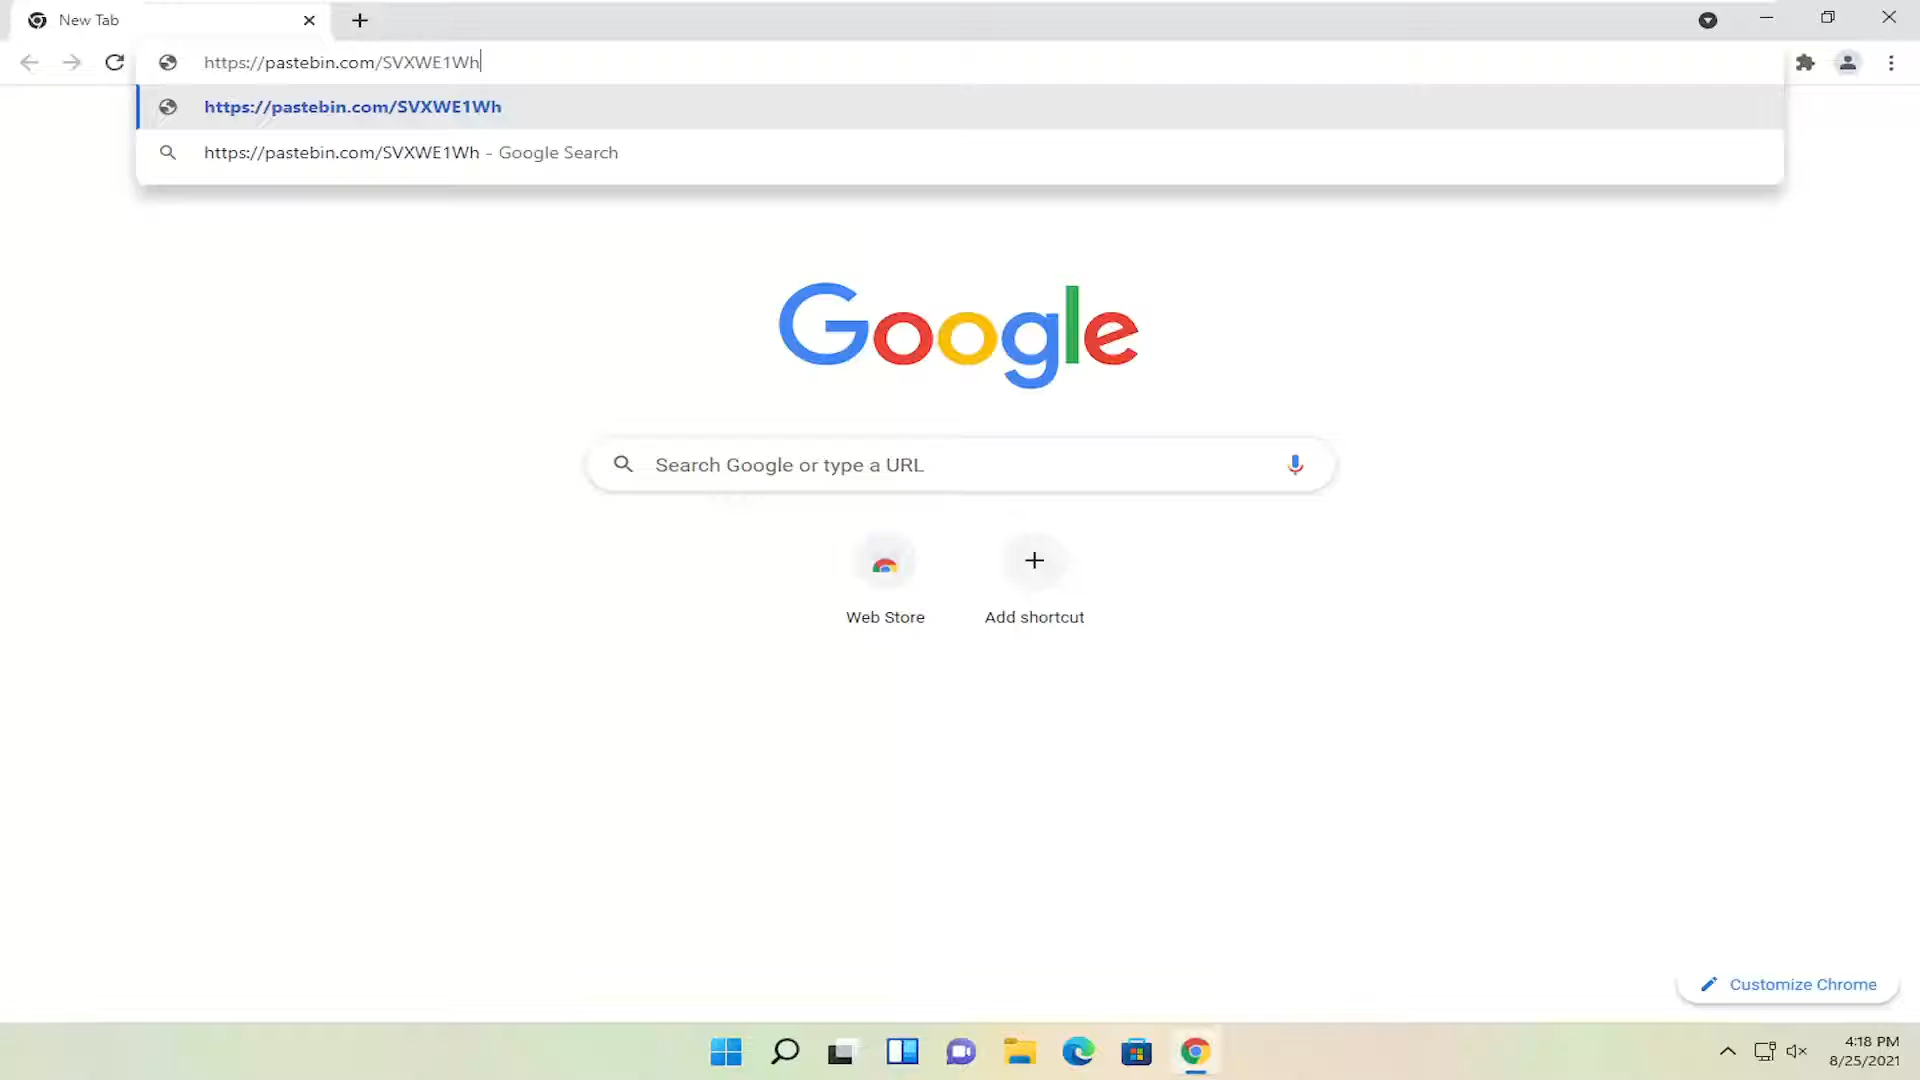 New Tab
https://pastebin.com/SVXWE1Wh
https://pastebin.com/SVXWE1Wh
https://pastebin.com/SVXWE1Wh - Google Search
Google
Search Google or type a URL
Web Store
Add shortcut
Customize Chrome
4:18 PM
8/25/2021